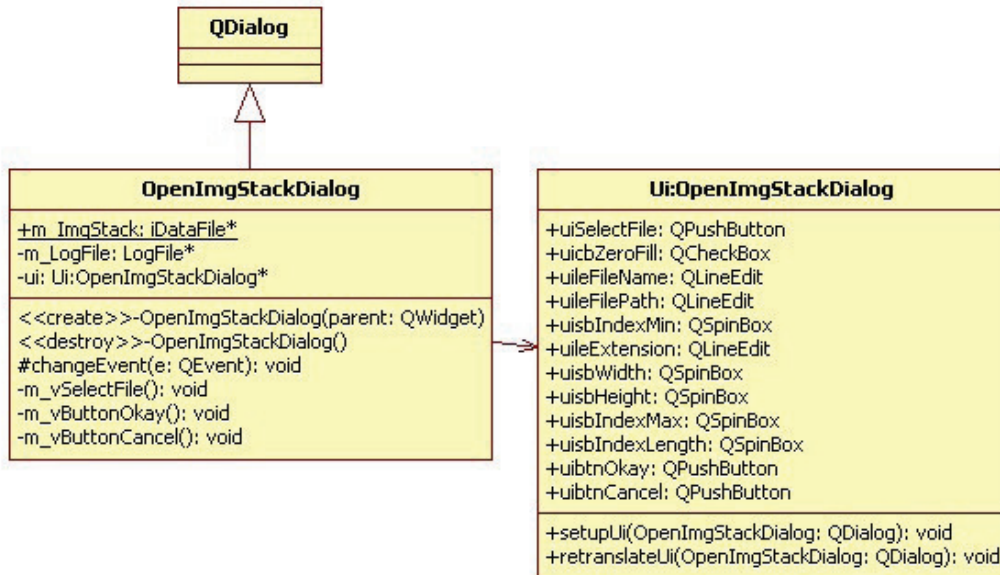 QDialog
OpenImgStackDialog
+m_ImgStack: iDataFile*
-m_LogFile: LogFile*
-ui: Ui:OpenImgStackDialog*
<<create>>-OpenImgStackDialog(parent: QWidget)
<<destroy>>-OpenImgStackDialog()
#changeEvent(e: QEvent): void
-m_vSelectFile(): void
-m_vButtonOkay(): void
-m_vButtonCancel(): void
Ui:OpenImgStackDialog
+uiSelectFile: QPushButton
+uicbZeroFill: QCheckBox
+uileFileName: QLineEdit
+uileFilePath: QLineEdit
+uisbIndexMin: QSpinBox
+uileExtension: QLineEdit
+uisbWidth: QSpinBox
+uisbHeight: QSpinBox
+uisbIndexMax: QSpinBox
+uisbIndexLength: QSpinBox
+uibtnOkay: QPushButton
+uibtnCancel: QPushButton
+setupUi(OpenImgStackDialog: QDialog): void
+retranslateUi(OpenImgStackDialog: QDialog): void